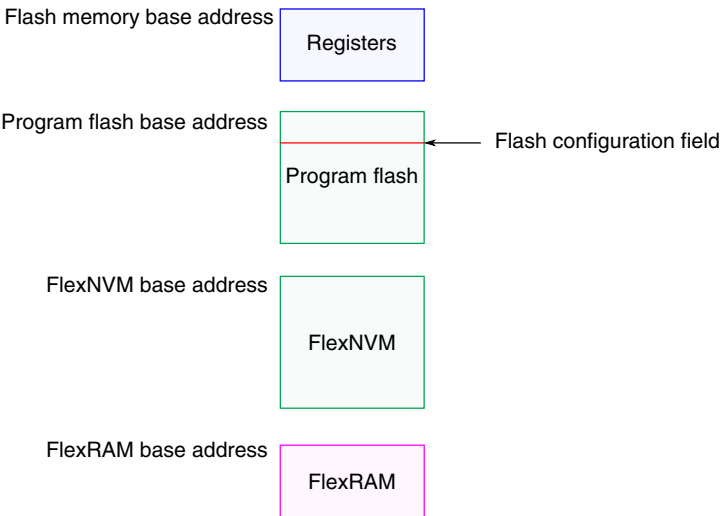 Flash memory base address
Registers
Program flash base address
Flash configuration field
Program flash
FlexNVM base address
FlexNVM
FlexRAM base address
FlexRAM